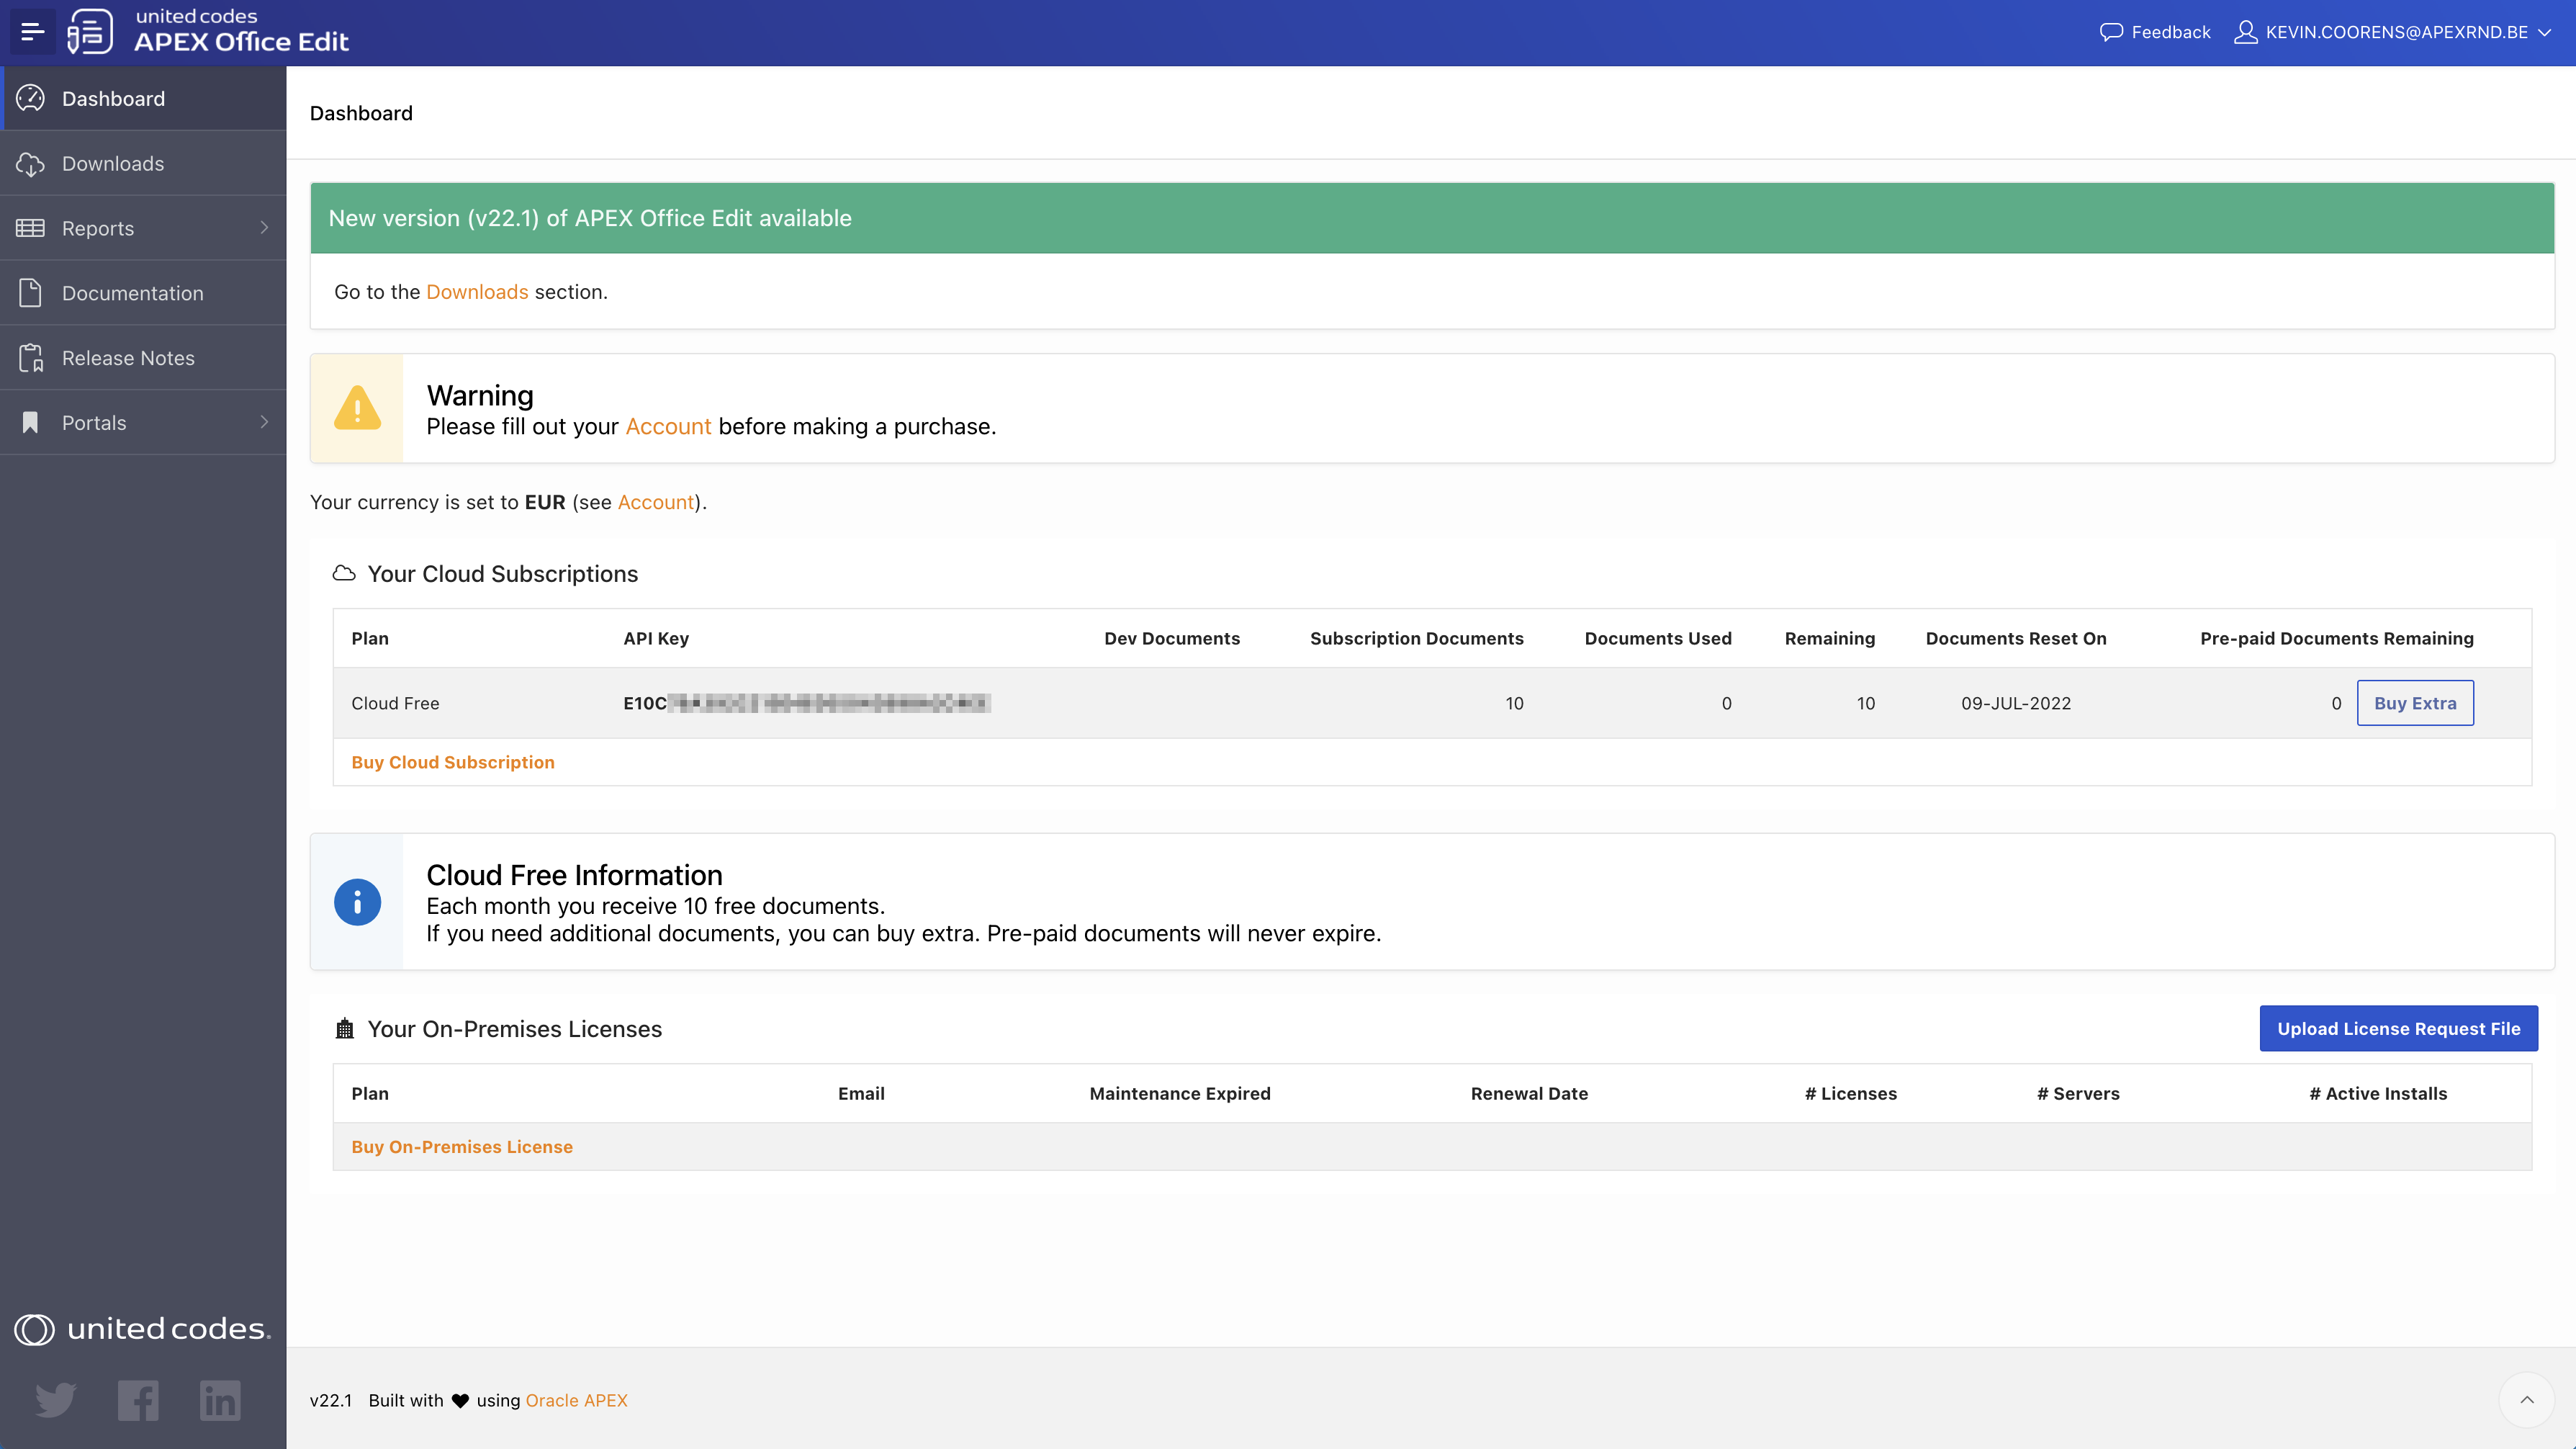 united codes
APEX Office Edit
Feedback
KEVIN.COORENS@APEXRND.BE
Dashboard
Downloads
Reports
Documentation
Release Notes
Portals
Dashboard
New version (v22.1) of APEX Office Edit available
Go to the Downloads section.
Warning
Please fill out your Account before making a purchase.
Your currency is set to EUR (see Account).
Your Cloud Subscriptions
Plan API Key Dev Documents Subscription Documents Documents Used Remaining Documents Reset On Pre-paid Documents Remaining
Cloud Free E10C 10 0 10 09-JUL-2022 0 Buy Extra
Buy Cloud Subscription
Cloud Free Information
Each month you receive 10 free documents.
If you need additional documents, you can buy extra. Pre-paid documents will never expire.
Your On-Premises Licenses
Upload License Request File
Plan Email Maintenance Expired Renewal Date # Licenses # Servers # Active Installs
Buy On-Premises License
united codes.
v22.1 Built with ♥ using Oracle APEX